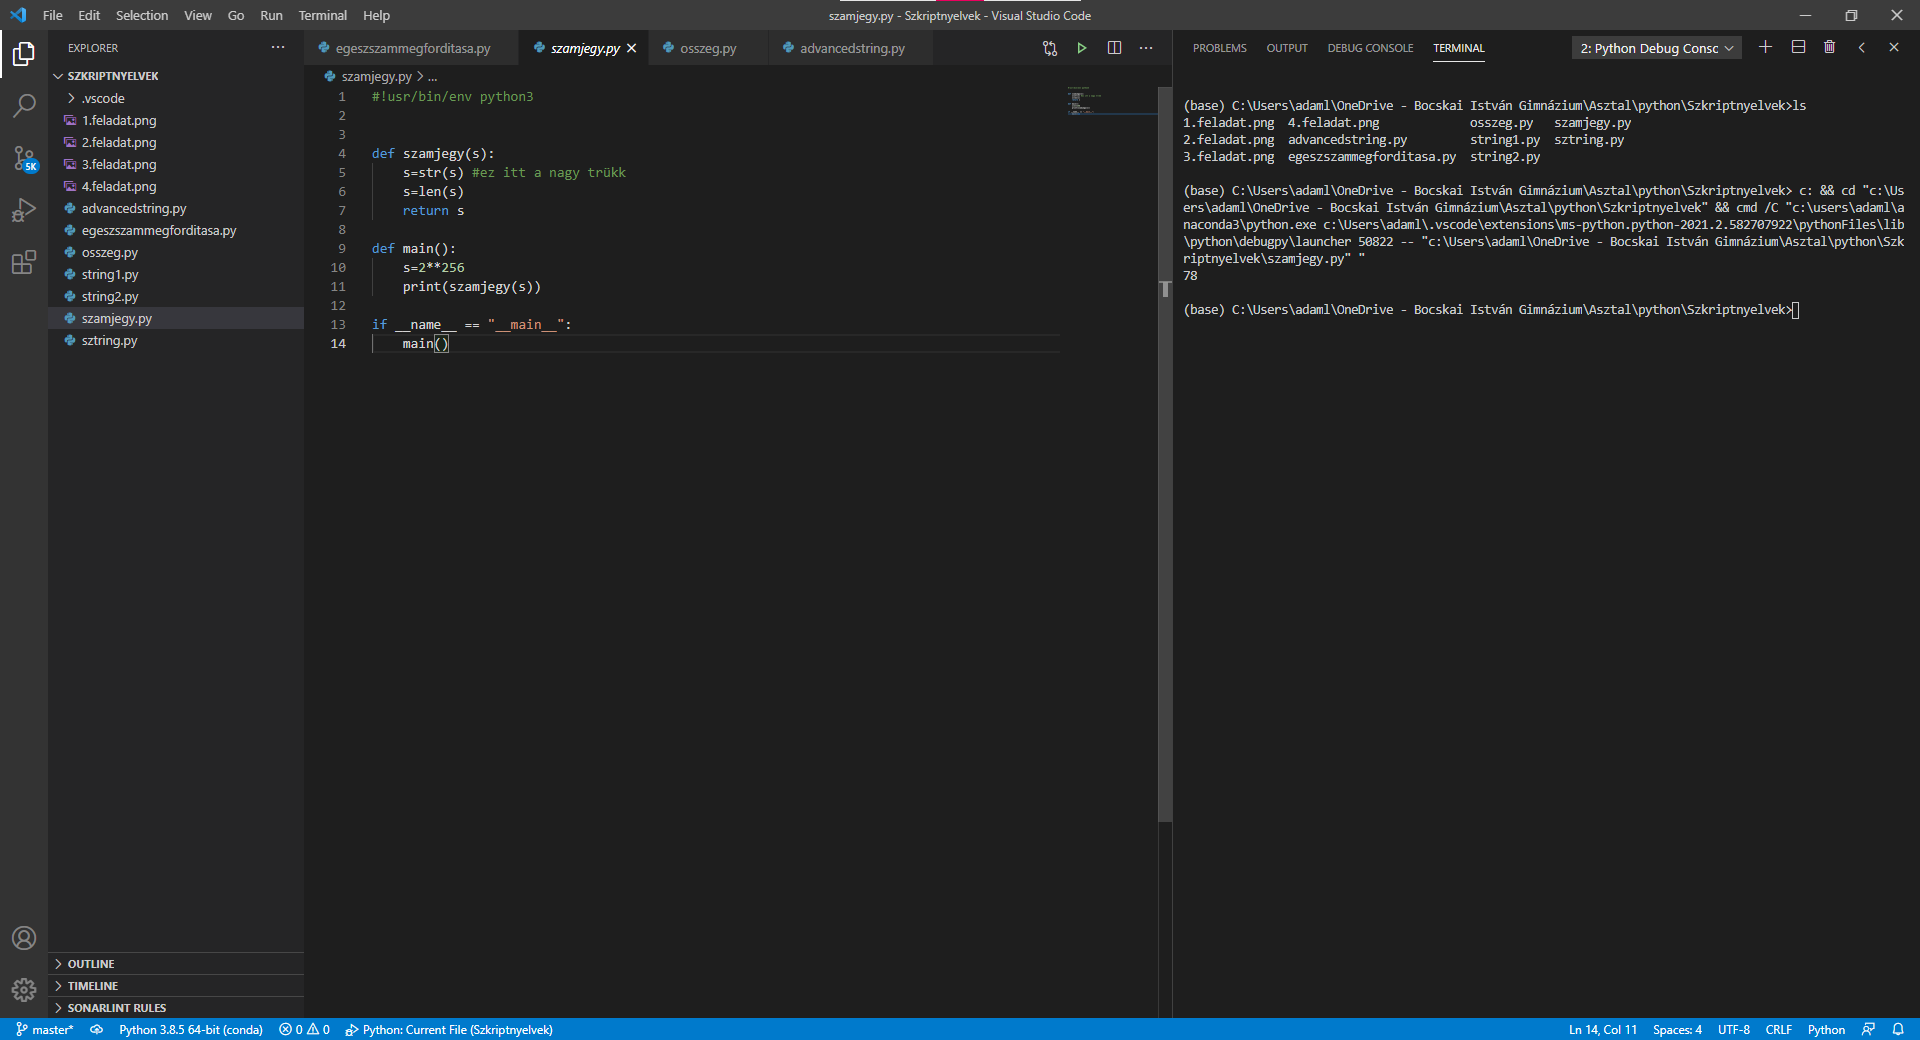 File Edit Selection View Go Run Terminal Help
szamjegy.py - Szkriptnyelvek - Visual Studio Code
EXPLORER
SZKRIPTNYELVEK
.vscode
1.feladat.png
2.feladat.png
3.feladat.png
4.feladat.png
advancedstring.py
egeszszammegforditasa.py
osszeg.py
string1.py
string2.py
szamjegy.py
sztring.py
OUTLINE
TIMELINE
SONARLINT RULES
5K
egeszszammegforditasa.py szamjegy.py osszeg.py advancedstring.py
szamjegy.py > ...
1 #!usr/bin/env python3
2
3
4 def szamjegy(s):
5 s=str(s) #ez itt a nagy trükk
6 s=len(s)
7 return s
8
9 def main():
10 s=2**256
11 print(szamjegy(s))
12
13 if __name__ == "__main__":
14 main()
PROBLEMS OUTPUT DEBUG CONSOLE TERMINAL
2: Python Debug Consc
(base) C:\Users\adaml\OneDrive - Bocskai István Gimnázium\Asztal\python\Szkriptnyelvek>ls
1.feladat.png 4.feladat.png osszeg.py szamjegy.py
2.feladat.png advancedstring.py string1.py sztring.py
3.feladat.png egeszszammegforditasa.py string2.py
(base) C:\Users\adaml\OneDrive - Bocskai István Gimnázium\Asztal\python\Szkriptnyelvek> c: && cd "c:\Us
ers\adaml\OneDrive - Bocskai István Gimnázium\Asztal\python\Szkriptnyelvek" && cmd /C "c:\users\adaml\a
naconda3\python.exe c:\Users\adaml\.vscode\extensions\ms-python.python-2021.2.582707922\pythonFiles\lib
\python\debugpy\launcher 50822 -- "c:\Users\adaml\OneDrive - Bocskai István Gimnázium\Asztal\python\Szk
riptnyelvek\szamjegy.py" "
78
(base) C:\Users\adaml\OneDrive - Bocskai István Gimnázium\Asztal\python\Szkriptnyelvek>
master* Python 3.8.5 64-bit (conda) 0 0 Python: Current File (Szkriptnyelvek)
Ln 14, Col 11 Spaces: 4 UTF-8 CRLF Python